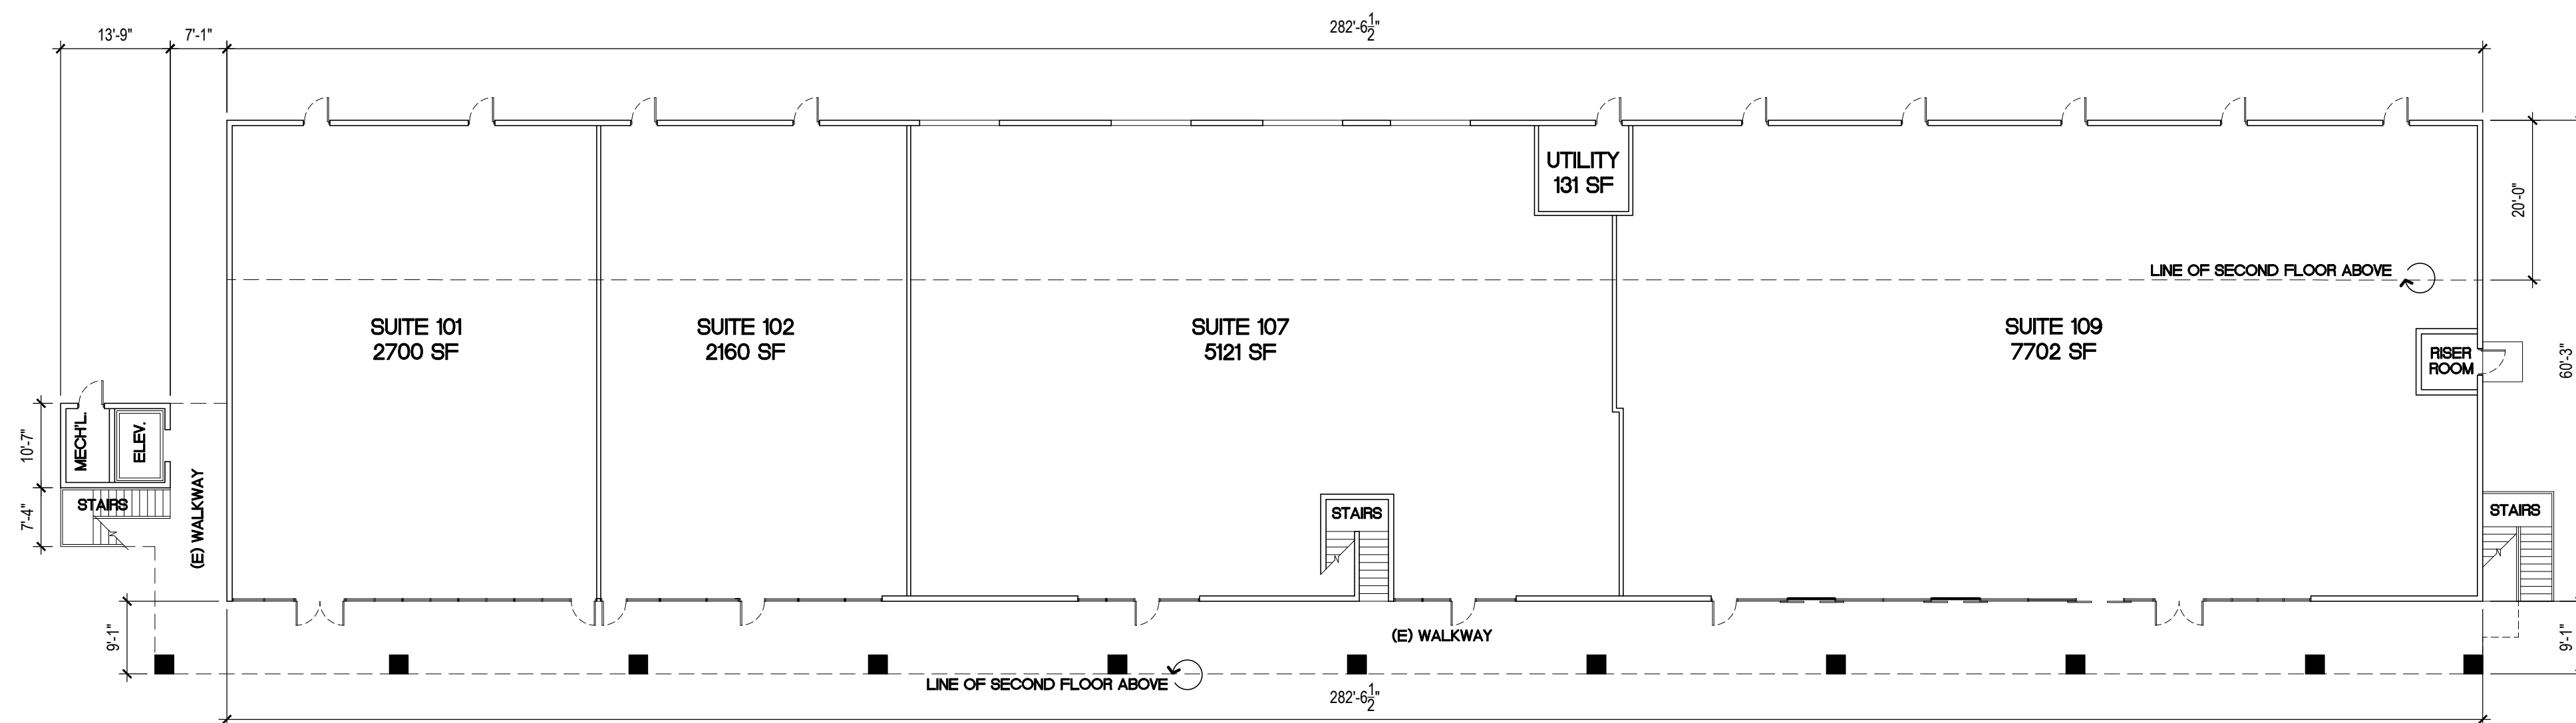 282'-6 1/2"
13'-9"
7'-1"
UTILITY
131 SF
20'-0"
LINE OF SECOND FLOOR ABOVE
SUITE 101
2700 SF
SUITE 102
2160 SF
SUITE 107
5121 SF
SUITE 109
7702 SF
RISER
ROOM
60'-3"
MECH'L.
ELEV.
10'-7"
STAIRS
7'-4"
(E) WALKWAY
STAIRS
STAIRS
9'-1"
(E) WALKWAY
9'-1"
LINE OF SECOND FLOOR ABOVE
282'-6 1/2"